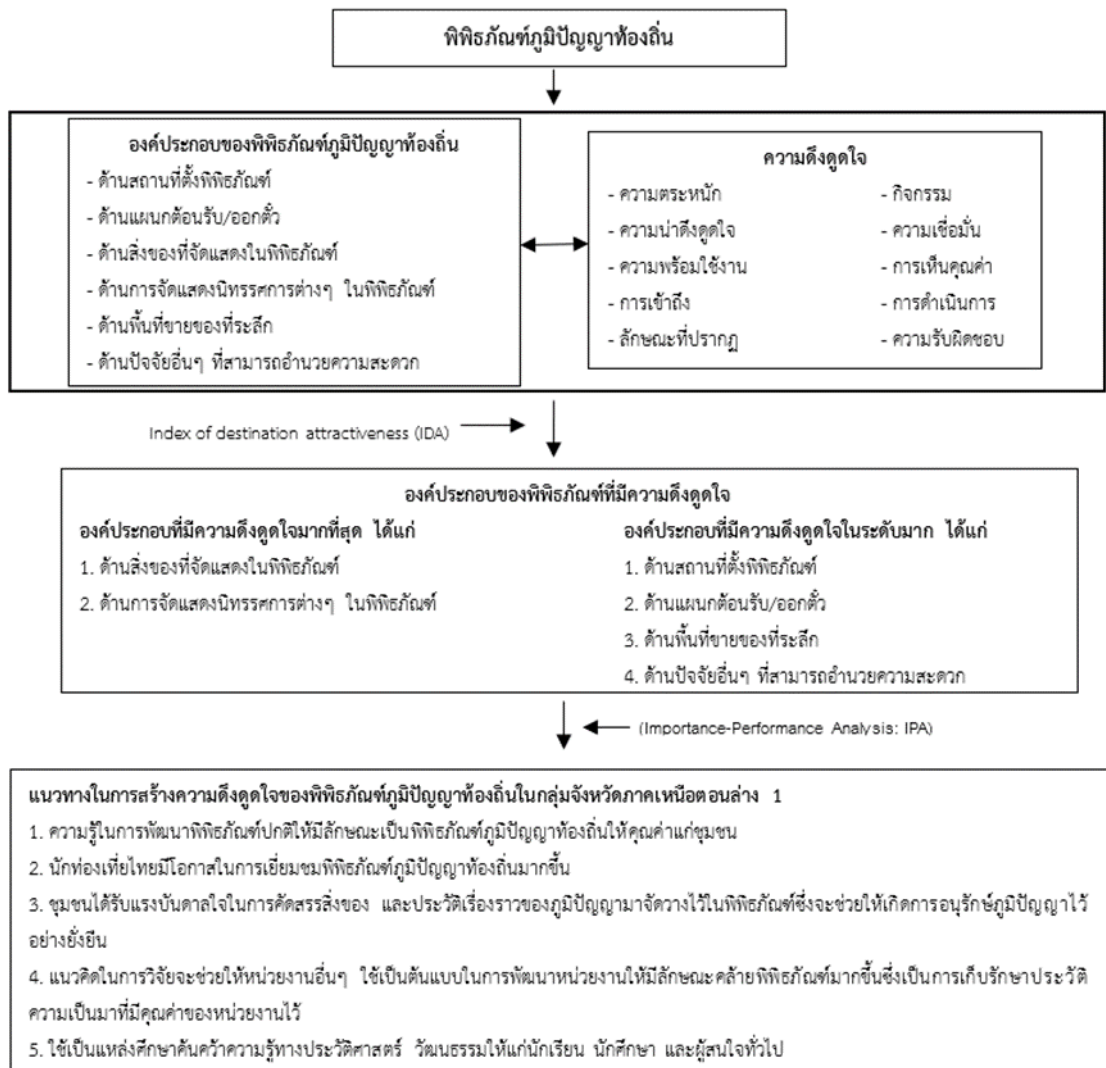 พิพิธภัณฑ์ภูมิปัญญาท้องถิ่น
องค์ประกอบของพิพิธภัณฑ์ภูมิปัญญาท้องถิ่น
- ด้านสถานที่ตั้งพิพิธภัณฑ์
- ด้านแผนกต้อนรับ/ออกตั๋ว
- ด้านสิ่งของที่จัดแสดงในพิพิธภัณฑ์
- ด้านการจัดแสดงนิทรรศการต่างๆ ในพิพิธภัณฑ์
- ด้านพื้นที่ขายของที่ระลึก
- ด้านปัจจัยอื่นๆ ที่สามารถอำนวยความสะดวก
ความดึงดูดใจ
- ความตระหนัก
- ความน่าดึงดูดใจ
- ความพร้อมใช้งาน
- การเข้าถึง
- ลักษณะที่ปรากฏ
- กิจกรรม
- ความเชื่อมั่น
- การเห็นคุณค่า
- การดำเนินการ
- ความรับผิดชอบ
Index of destination attractiveness (IDA)
องค์ประกอบของพิพิธภัณฑ์ที่มีความดึงดูดใจ
องค์ประกอบที่มีความดึงดูดใจมากที่สุด ได้แก่
1. ด้านสิ่งของที่จัดแสดงในพิพิธภัณฑ์
2. ด้านการจัดแสดงนิทรรศการต่างๆ ในพิพิธภัณฑ์
องค์ประกอบที่มีความดึงดูดใจในระดับมาก ได้แก่
1. ด้านสถานที่ตั้งพิพิธภัณฑ์
2. ด้านแผนกต้อนรับ/ออกตั๋ว
3. ด้านพื้นที่ขายของที่ระลึก
4. ด้านปัจจัยอื่นๆ ที่สามารถอำนวยความสะดวก
(Importance-Performance Analysis: IPA)
แนวทางในการสร้างความดึงดูดใจของพิพิธภัณฑ์ภูมิปัญญาท้องถิ่นในกลุ่มจังหวัดภาคเหนือตอนล่าง 1
1. ความรู้ในการพัฒนาพิพิธภัณฑ์ปกติให้มีลักษณะเป็นพิพิธภัณฑ์ภูมิปัญญาท้องถิ่นให้คุณค่าแก่ชุมชน
2. นักท่องเที่ยไทยมีโอกาสในการเยี่ยมชมพิพิธภัณฑ์ภูมิปัญญาท้องถิ่นมากขึ้น
3. ชุมชนได้รับแรงบันดาลใจในการคัดสรรสิ่งของ และประวัติเรื่องราวของภูมิปัญญามาจัดวางไว้ในพิพิธภัณฑ์ซึ่งจะช่วยให้เกิดการอนุรักษ์ภูมิปัญญาไว้
อย่างยั่งยืน
4. แนวคิดในการวิจัยจะช่วยให้หน่วยงานอื่นๆ ใช้เป็นต้นแบบในการพัฒนาหน่วยงานให้มีลักษณะคล้ายพิพิธภัณฑ์มากขึ้นซึ่งเป็นการเก็บรักษาประวัติ
ความเป็นมาที่มีคุณค่าของหน่วยงานไว้
5. ใช้เป็นแหล่งศึกษาค้นคว้าความรู้ทางประวัติศาสตร์ วัฒนธรรมให้แก่นักเรียน นักศึกษา และผู้สนใจทั่วไป